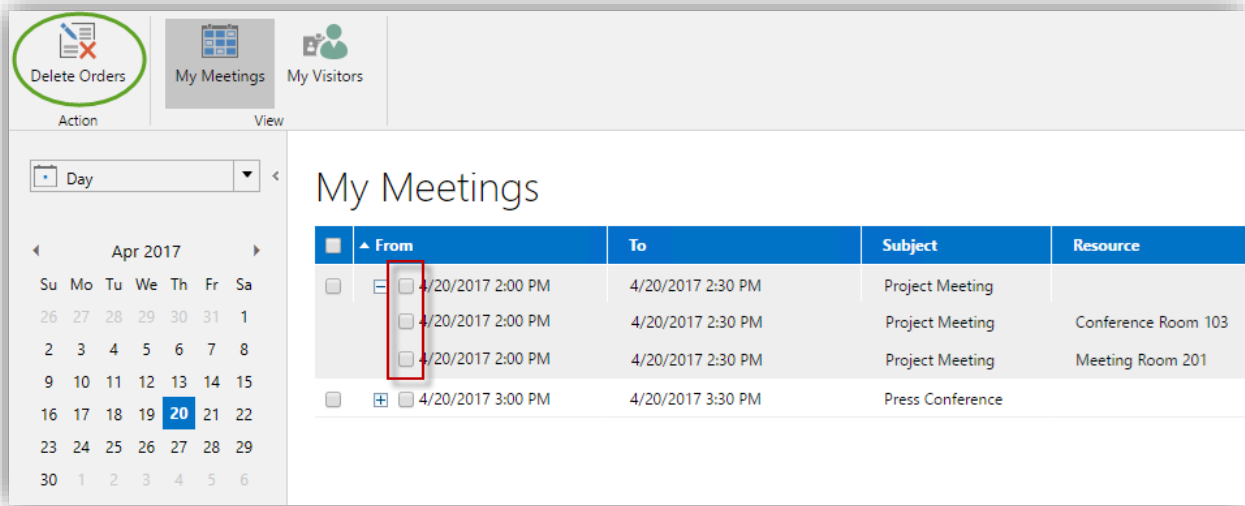 Delete Orders My Meetings My Visitors
Action View
Day
My Meetings
Apr 2017
Su Mo Tu We Th Fr Sa
26 27 28 29 30 31 1
2 3 4 5 6 7 8
9 10 11 12 13 14 15
16 17 18 19 20 21 22
23 24 25 26 27 28 29
30 1 2 3 4 5 6
From To Subject Resource
4/20/2017 2:00 PM 4/20/2017 2:30 PM Project Meeting
4/20/2017 2:00 PM 4/20/2017 2:30 PM Project Meeting Conference Room 103
4/20/2017 2:00 PM 4/20/2017 2:30 PM Project Meeting Meeting Room 201
4/20/2017 3:00 PM 4/20/2017 3:30 PM Press Conference